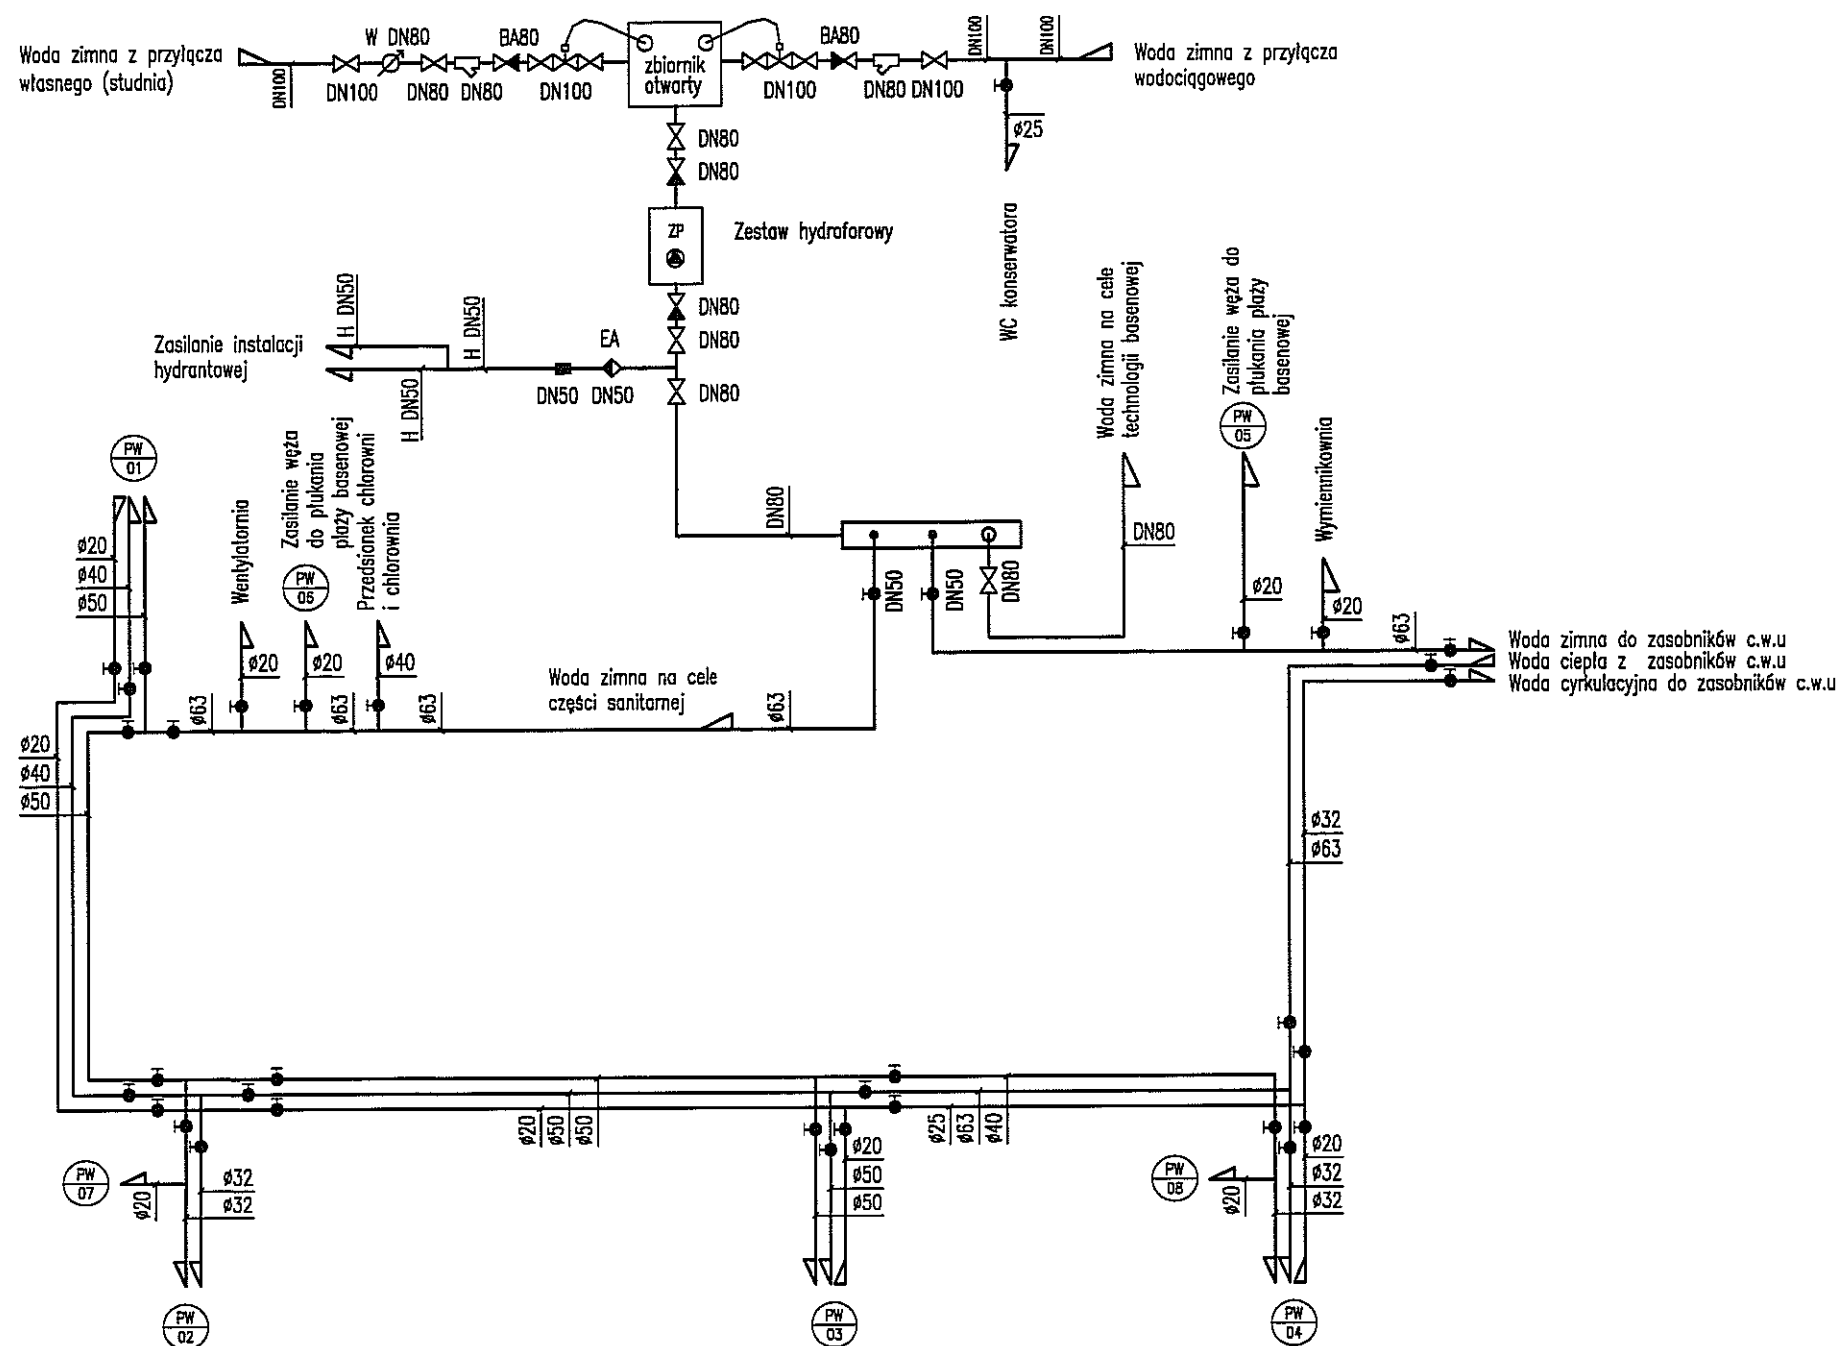 Woda zimna z przyłącza
własnego (studnia)
DN100
W DN80
DN100
DN80
DN80
BA80
DN100
zbiornik
otwarty
DN100
BA80
DN80
DN100
DN100
DN100
Woda zimna z przyłącza
wodociągowego
ø25
WC konserwatora
DN80
DN80
ZP
Zestaw hydroforowy
DN80
DN80
DN80
EA
DN50
DN50
H DN50
H DN50
H DN50
Zasilanie instalacji
hydrantowej
DN80
DN50
DN50
DN80
Woda zimna na cele
technologii basenowej
DN80
Zasilanie węża do
płukania plaży
basenowej
PW
05
ø20
Wymiennikownia
ø20
ø63
Woda zimna do zasobników c.w.u
Woda ciepła z zasobników c.w.u
Woda cyrkulacyjna do zasobników c.w.u
PW
01
ø20
ø40
ø50
Wentylatornia
ø20
Zasilanie węża
do płukania
plaży basenowej
PW
06
ø20
Przedsionek chlorowni
i chlorownia
ø40
ø63
ø63
ø63
Woda zimna na cele
części sanitarnej
ø63
ø20
ø40
ø50
ø32
ø63
ø20
ø50
ø50
ø25
ø63
ø40
PW
07
ø20
ø32
ø32
PW
02
ø20
ø50
ø50
PW
03
PW
08
ø20
ø20
ø32
ø32
PW
04